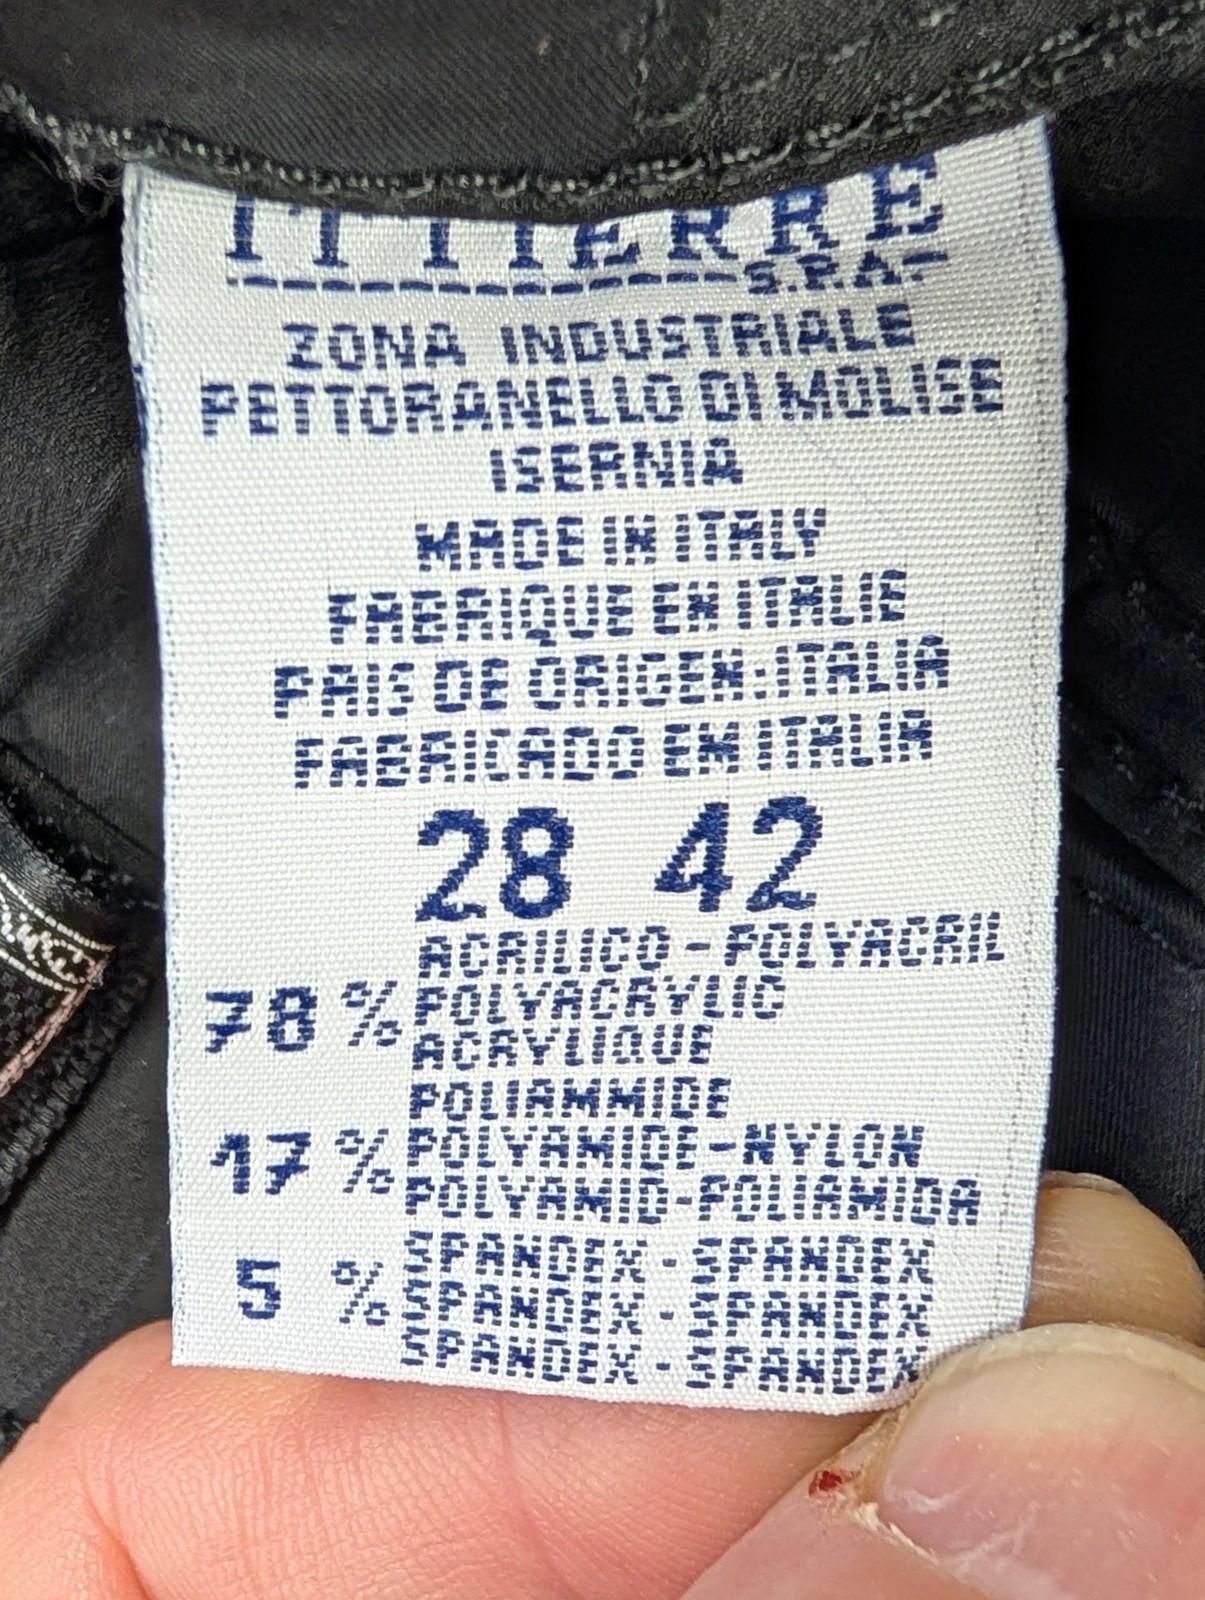 ITTIERRE
S.P.A.
ZONA INDUSTRIALE
PETTORANELLO DI MOLISE
ISERNIA
MADE IN ITALY
FABRIQUE EN ITALIE
PAIS DE ORIGEN:ITALIA
FABRICADO EN ITALIA
28 42
ACRILICO - POLYACRIL
78 % POLYACRYLIC
ACRYLIQUE
POLIAMMIDE
17 % POLYAMIDE-NYLON
POLYAMID-POLIAMIDA
SPANDEX - SPANDEX
5 % SPANDEX - SPANDEX
SPANDEX - SPANDEX